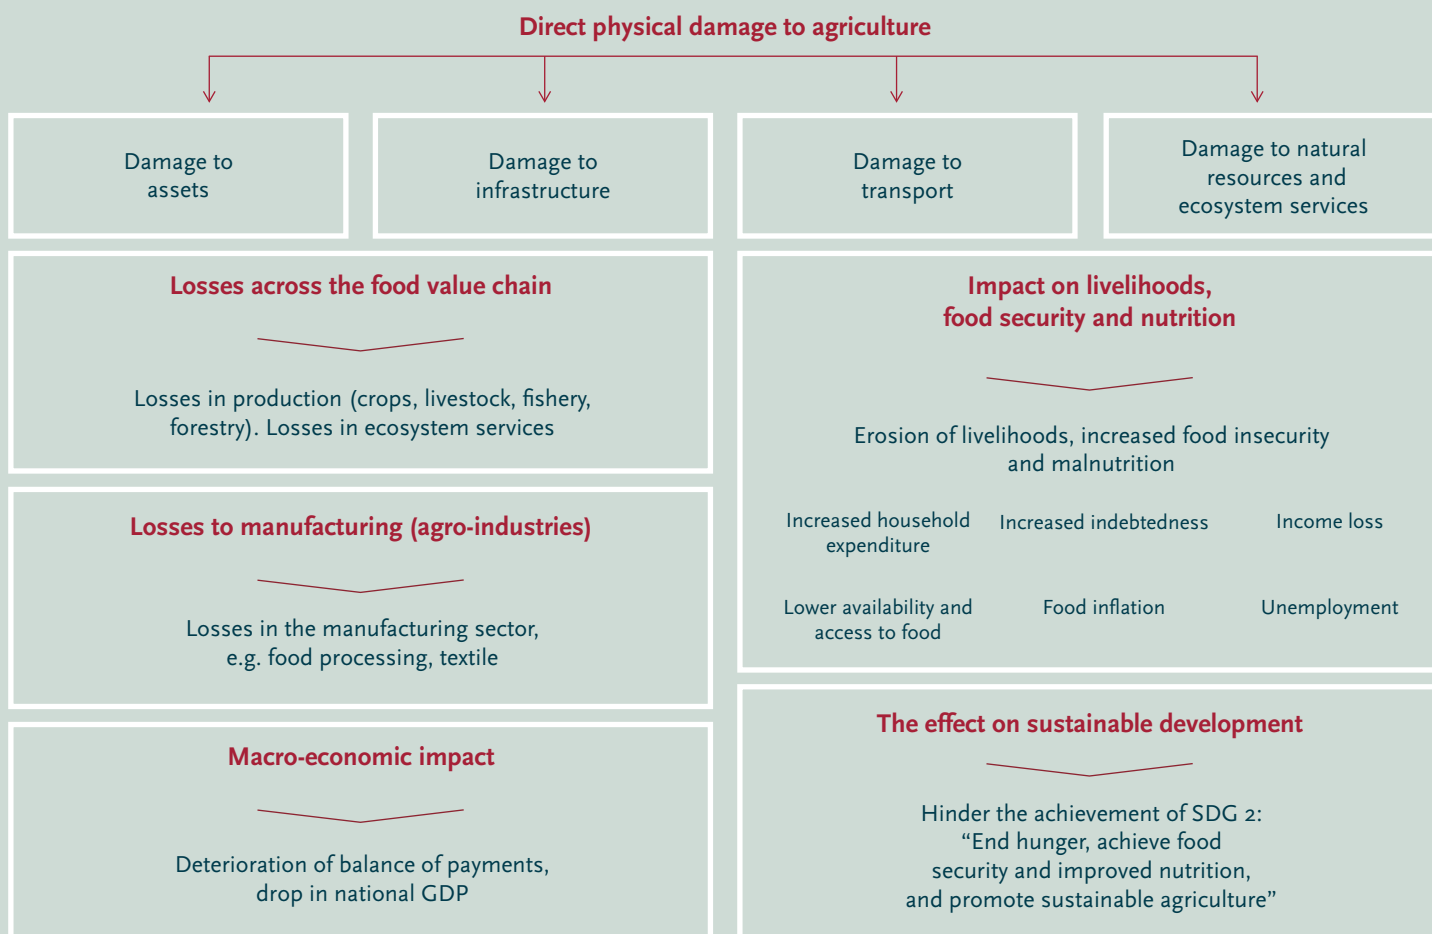 Direct physical damage to agriculture
Damage to
assets
Damage to
infrastructure
Damage to
transport
Damage to natural
resources and
ecosystem services
Losses across the food value chain
Losses in production (crops, livestock, fishery,
forestry). Losses in ecosystem services
Losses to manufacturing (agro-industries)
Losses in the manufacturing sector,
e.g. food processing, textile
Macro-economic impact
Deterioration of balance of payments,
drop in national GDP
Impact on livelihoods,
food security and nutrition
Erosion of livelihoods, increased food insecurity
and malnutrition
Increased household
expenditure
Increased indebtedness
Income loss
Lower availability and
access to food
Food inflation
Unemployment
The effect on sustainable development
Hinder the achievement of SDG 2:
“End hunger, achieve food
security and improved nutrition,
and promote sustainable agriculture”